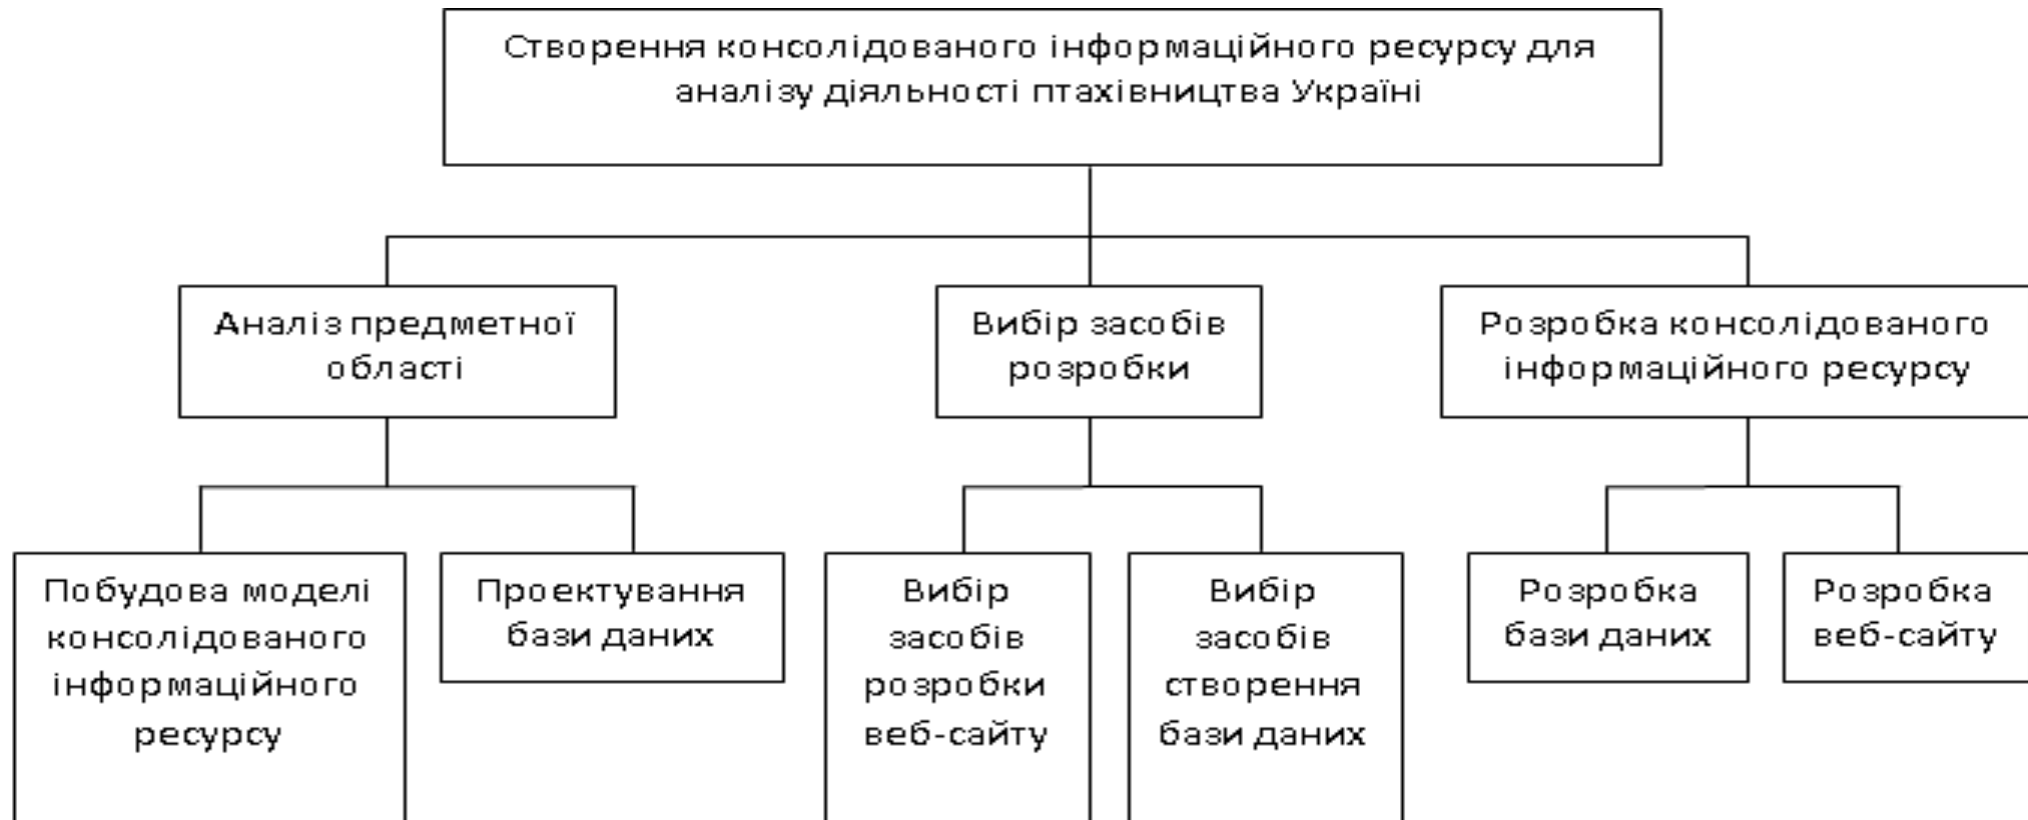 Створення консолідованого інформаційного ресурсу для
аналізу діяльності птахівництва Україні
Аналіз предметної
області
Вибір засобів
розробки
Розробка консолідованого
інформаційного ресурсу
Побудова моделі
консолідованого
інформаційного
ресурсу
Проектування
бази даних
Вибір
засобів
розробки
веб-сайту
Вибір
засобів
створення
бази даних
Розробка
бази даних
Розробка
веб-сайту